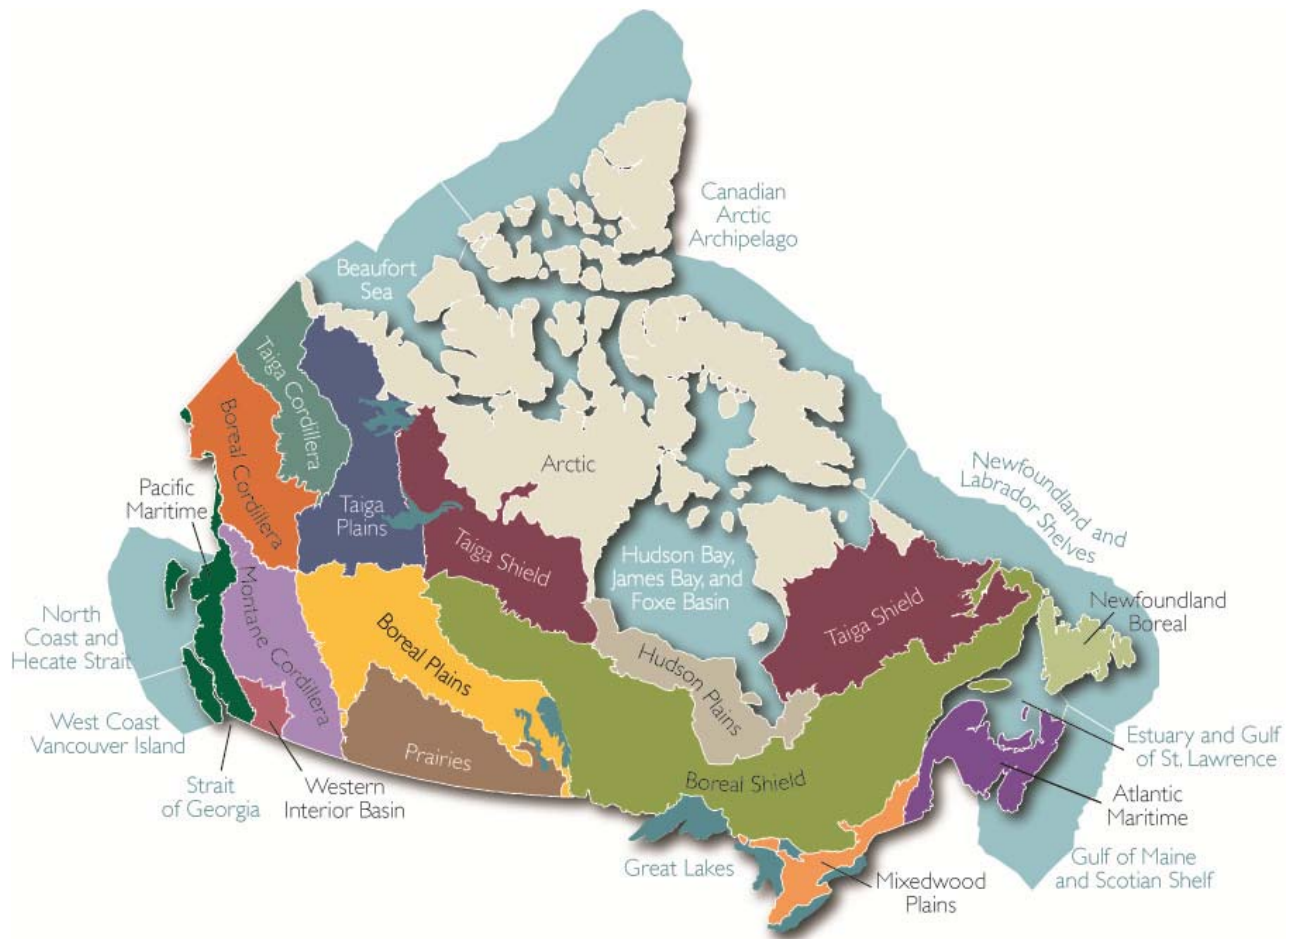 Canadian
Arctic
Archipelago
Beaufort
Sea
Taiga Cordillera
Boreal Cordillera
Arctic
Newfoundland and
Labrador Shelves
Pacific
Maritime
Taiga
Plains
Taiga Shield
Hudson Bay,
James Bay, and
Foxe Basin
Taiga Shield
Newfoundland
Boreal
North
Coast and
Hecate Strait
Montane Cordillera
Boreal Plains
Hudson Plains
West Coast
Vancouver Island
Prairies
Boreal Shield
Estuary and Gulf
of St. Lawrence
Strait
of Georgia
Western
Interior Basin
Atlantic
Maritime
Great Lakes
Mixedwood
Plains
Gulf of Maine
and Scotian Shelf